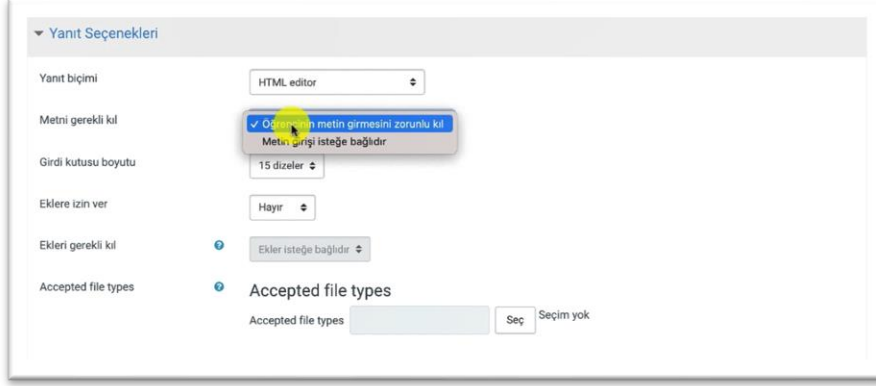 Yanıt Seçenekleri
Yanıt biçimi HTML editor
Metni gerekli kıl ✓ Öğrencinin metin girmesini zorunlu kıl
Metin girişi isteğe bağlıdır
Girdi kutusu boyutu 15 dizeler
Eklere izin ver Hayır
Ekleri gerekli kıl Ekler isteğe bağlıdır
Accepted file types Accepted file types
Accepted file types Seç Seçim yok